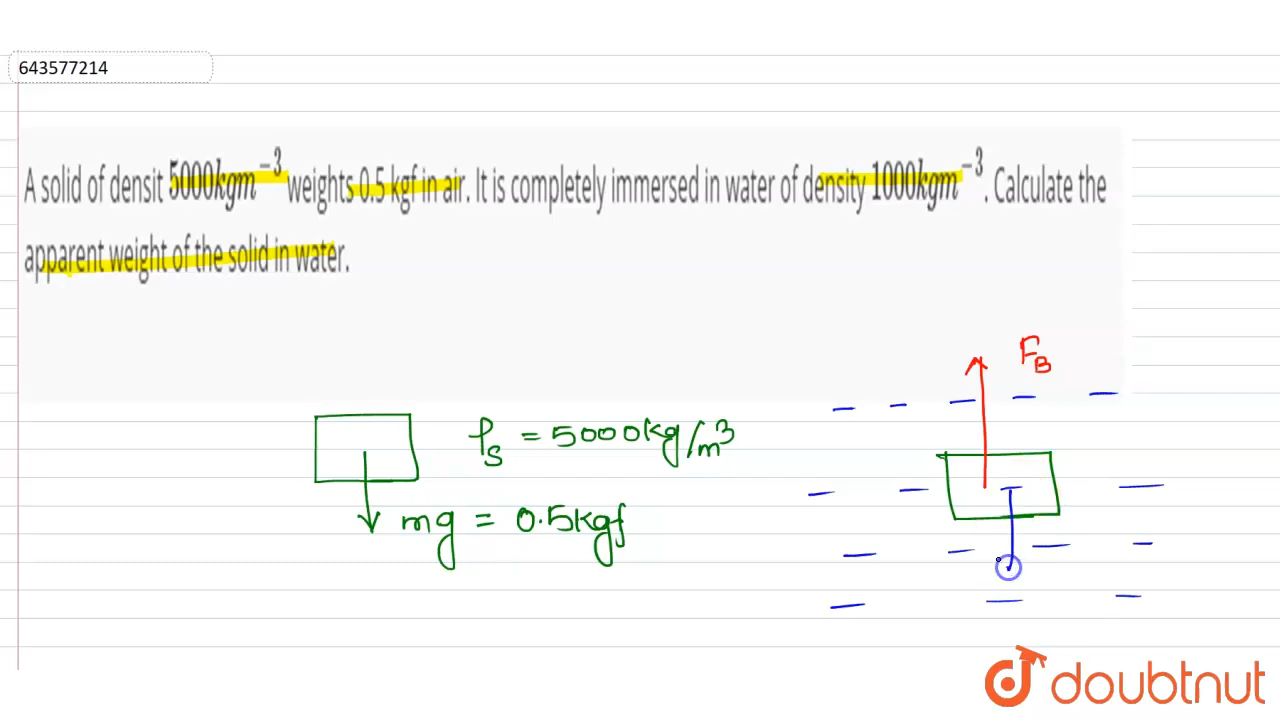 643577214
A solid of densit 5000kgm⁻³ weights 0.5 kgf in air. It is completely immersed in water of density 1000kgm⁻³. Calculate the
apparent weight of the solid in water.
F_B
ρ_S = 5000kg/m³
mg = 0.5kgf
doubtnut